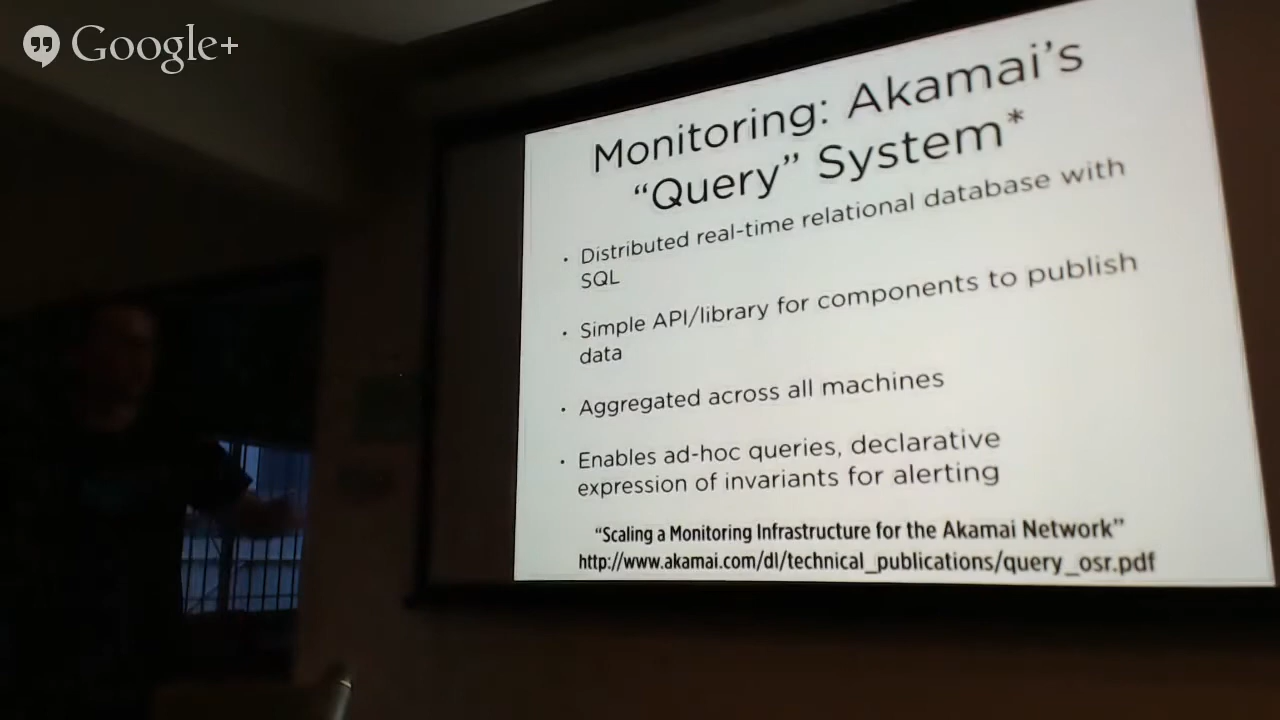 Google+
Monitoring: Akamai's
“Query” System*
· Distributed real-time relational database with
SQL
· Simple API/library for components to publish
data
· Aggregated across all machines
· Enables ad-hoc queries, declarative
expression of invariants for alerting
“Scaling a Monitoring Infrastructure for the Akamai Network”
http://www.akamai.com/dl/technical_publications/query_osr.pdf